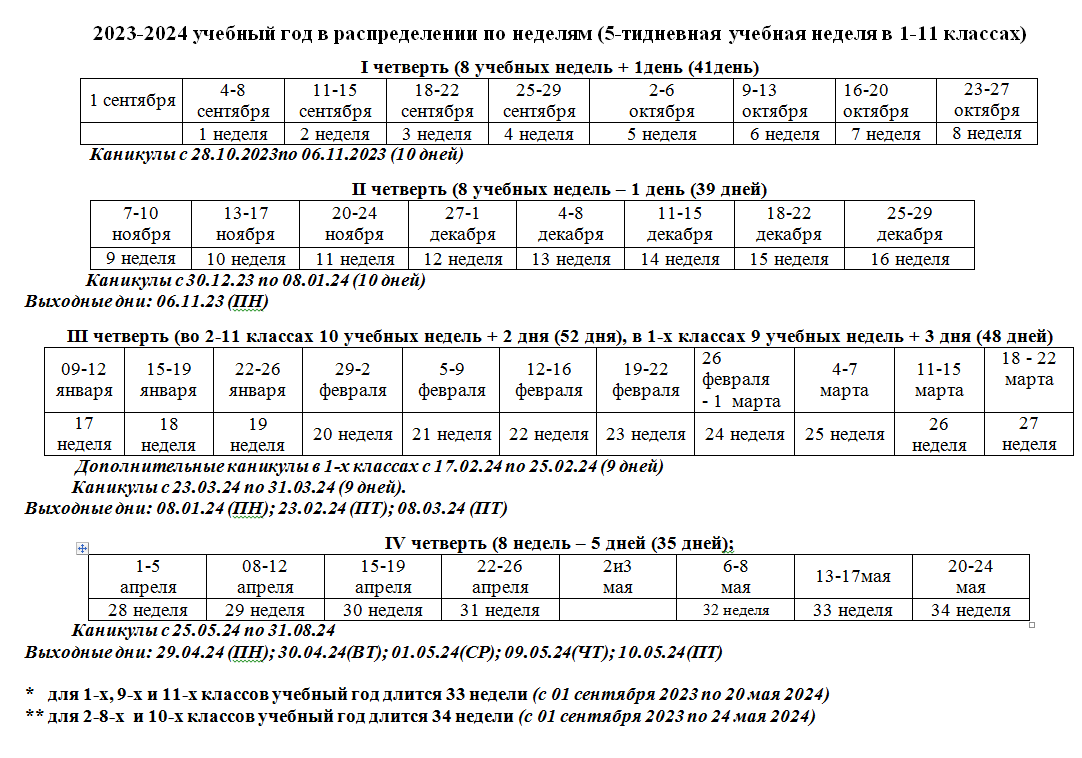 2023-2024 учебный год в распределении по неделям (5-тидневная учебная неделя в 1-11 классах)
I четверть (8 учебных недель + 1день (41день)
1 сентября 4-8 сентября 11-15 сентября 18-22 сентября 25-29 сентября 2-6 октября 9-13 октября 16-20 октября 23-27 октября
1 неделя 2 неделя 3 неделя 4 неделя 5 неделя 6 неделя 7 неделя 8 неделя
Каникулы с 28.10.2023по 06.11.2023 (10 дней)
II четверть (8 учебных недель – 1 день (39 дней)
7-10 ноября 13-17 ноября 20-24 ноября 27-1 декабря 4-8 декабря 11-15 декабря 18-22 декабря 25-29 декабря
9 неделя 10 неделя 11 неделя 12 неделя 13 неделя 14 неделя 15 неделя 16 неделя
Каникулы с 30.12.23 по 08.01.24 (10 дней)
Выходные дни: 06.11.23 (ПН)
III четверть (во 2-11 классах 10 учебных недель + 2 дня (52 дня), в 1-х классах 9 учебных недель + 3 дня (48 дней)
09-12 января 15-19 января 22-26 января 29-2 февраля 5-9 февраля 12-16 февраля 19-22 февраля 26 февраля - 1 марта 4-7 марта 11-15 марта 18 - 22 марта
17 неделя 18 неделя 19 неделя 20 неделя 21 неделя 22 неделя 23 неделя 24 неделя 25 неделя 26 неделя 27 неделя
Дополнительные каникулы в 1-х классах с 17.02.24 по 25.02.24 (9 дней)
Каникулы с 23.03.24 по 31.03.24 (9 дней).
Выходные дни: 08.01.24 (ПН); 23.02.24 (ПТ); 08.03.24 (ПТ)
IV четверть (8 недель – 5 дней (35 дней);
1-5 апреля 08-12 апреля 15-19 апреля 22-26 апреля 2и3 мая 6-8 мая 13-17мая 20-24 мая
28 неделя 29 неделя 30 неделя 31 неделя 32 неделя 33 неделя 34 неделя
Каникулы с 25.05.24 по 31.08.24
Выходные дни: 29.04.24 (ПН); 30.04.24(ВТ); 01.05.24(СР); 09.05.24(ЧТ); 10.05.24(ПТ)
* для 1-х, 9-х и 11-х классов учебный год длится 33 недели (с 01 сентября 2023 по 20 мая 2024)
** для 2-8-х и 10-х классов учебный год длится 34 недели (с 01 сентября 2023 по 24 мая 2024)